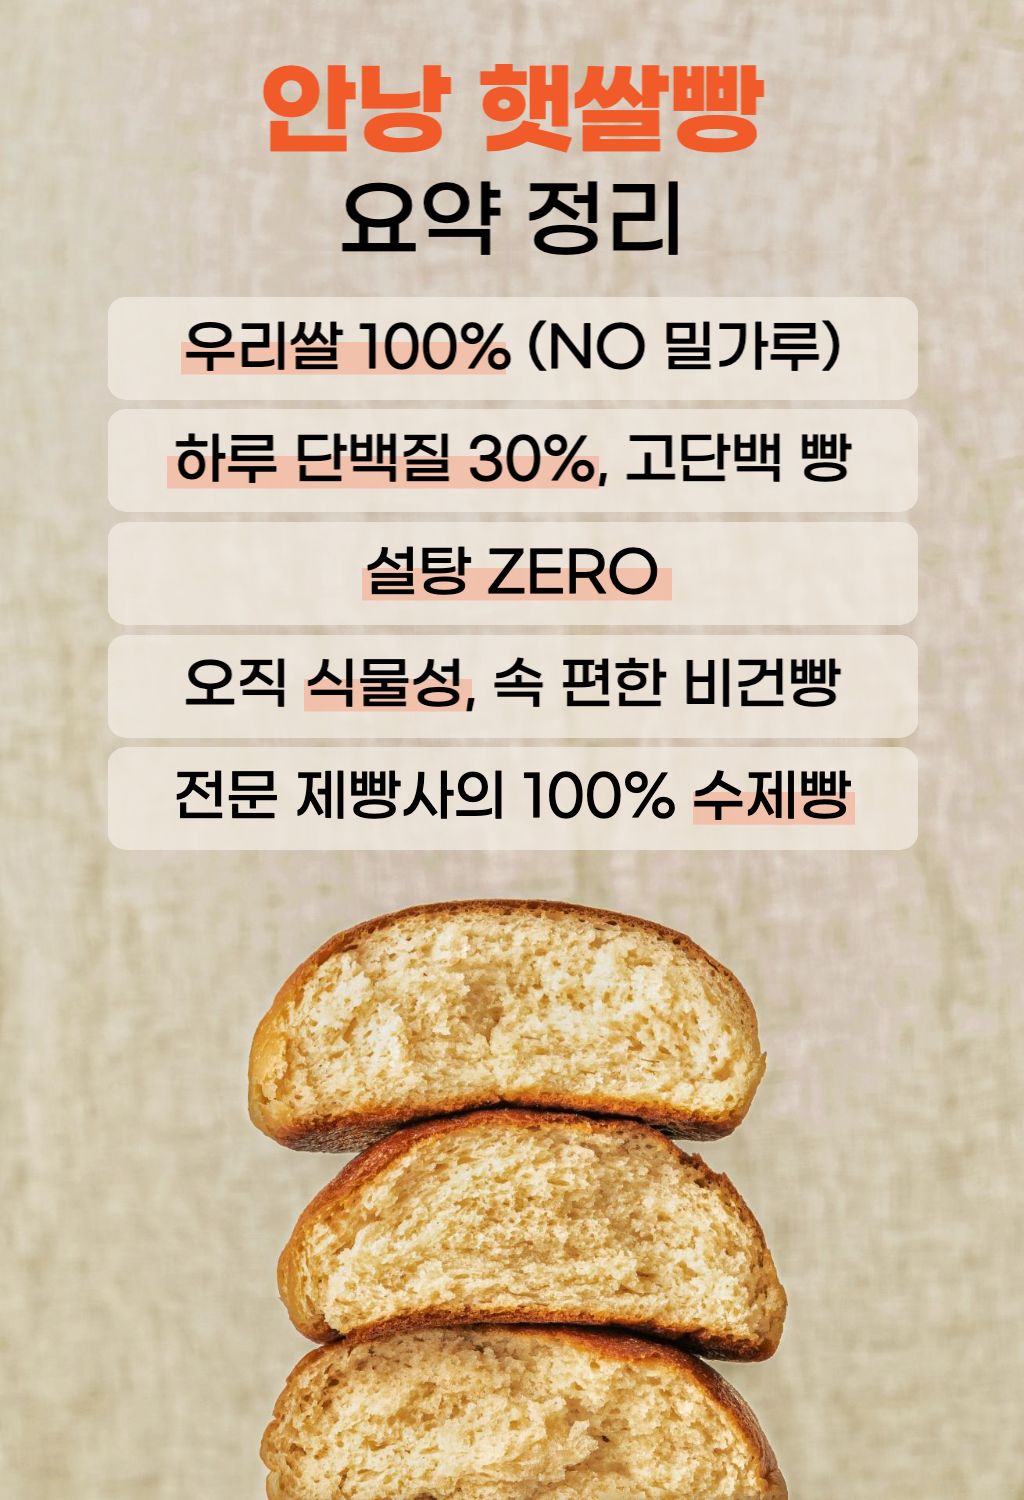 안낭 햇쌀빵
요약 정리
우리쌀 100% (NO 밀가루)
하루 단백질 30%, 고단백 빵
설탕 ZERO
오직 식물성, 속 편한 비건빵
전문 제빵사의 100% 수제빵